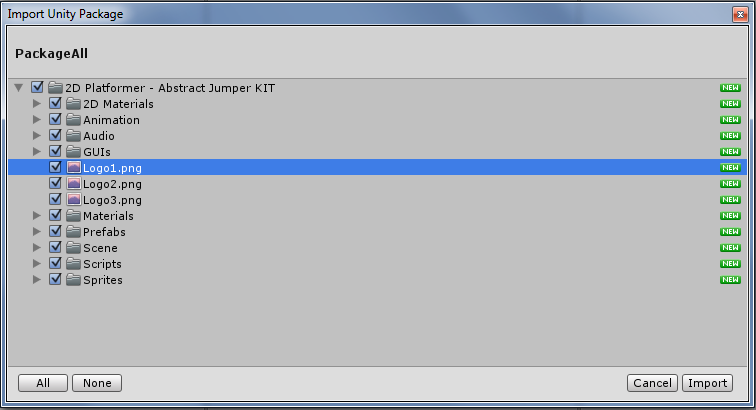 Import Unity Package
PackageAll
2D Platformer - Abstract Jumper KIT NEW
2D Materials NEW
Animation NEW
Audio NEW
GUIs NEW
Logo1.png NEW
Logo2.png NEW
Logo3.png NEW
Materials NEW
Prefabs NEW
Scene NEW
Scripts NEW
Sprites NEW
All None Cancel Import